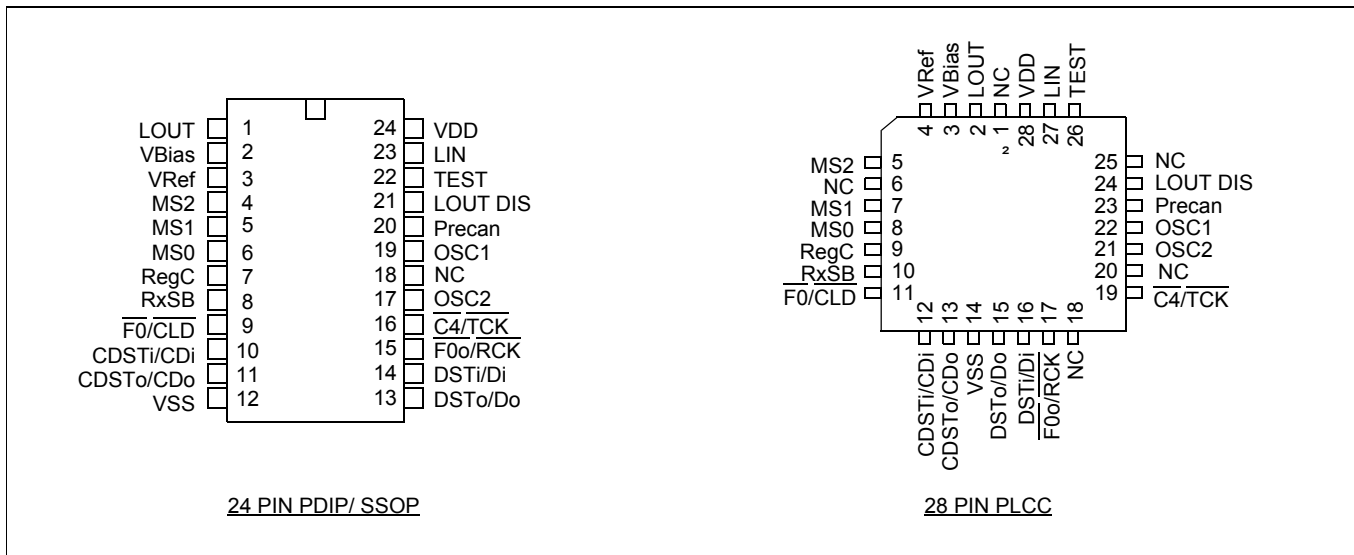 LOUT 1 24 VDD
VBias 2 23 LIN
VRef 3 22 TEST
MS2 4 21 LOUT DIS
MS1 5 20 Precan
MS0 6 19 OSC1
RegC 7 18 NC
RxSB 8 17 OSC2
F0/CLD 9 16 C4/TCK
CDSTi/CDi 10 15 F0o/RCK
CDSTo/CDo 11 14 DSTi/Di
VSS 12 13 DSTo/Do
24 PIN PDIP/ SSOP
VRef VBias LOUT NC VDD LIN TEST
4 3 2 1 28 27 26
2
MS2 5 25 NC
NC 6 24 LOUT DIS
MS1 7 23 Precan
MS0 8 22 OSC1
RegC 9 21 OSC2
RxSB 10 20 NC
F0/CLD 11 19 C4/TCK
12 13 14 15 16 17 18
CDSTi/CDi CDSTo/CDo VSS DSTo/Do DSTi/Di F0o/RCK NC
28 PIN PLCC